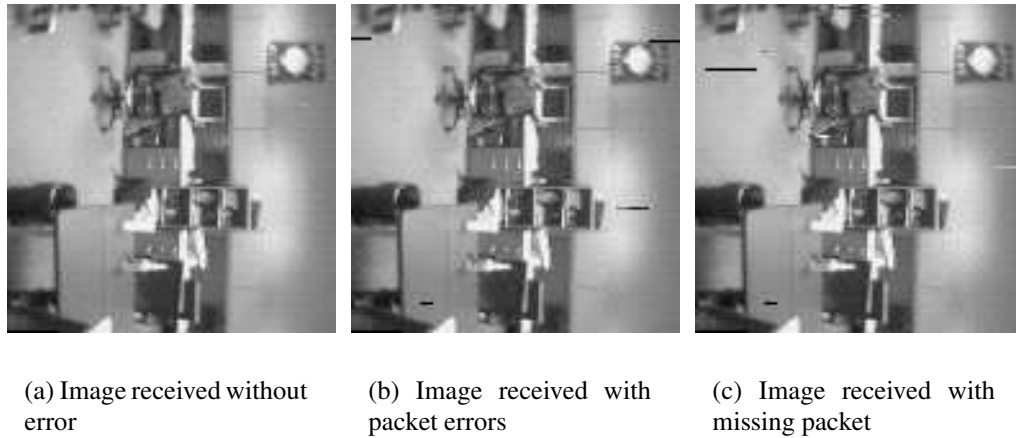 (a) Image received without
error
(b) Image received with
packet errors
(c) Image received with
missing packet